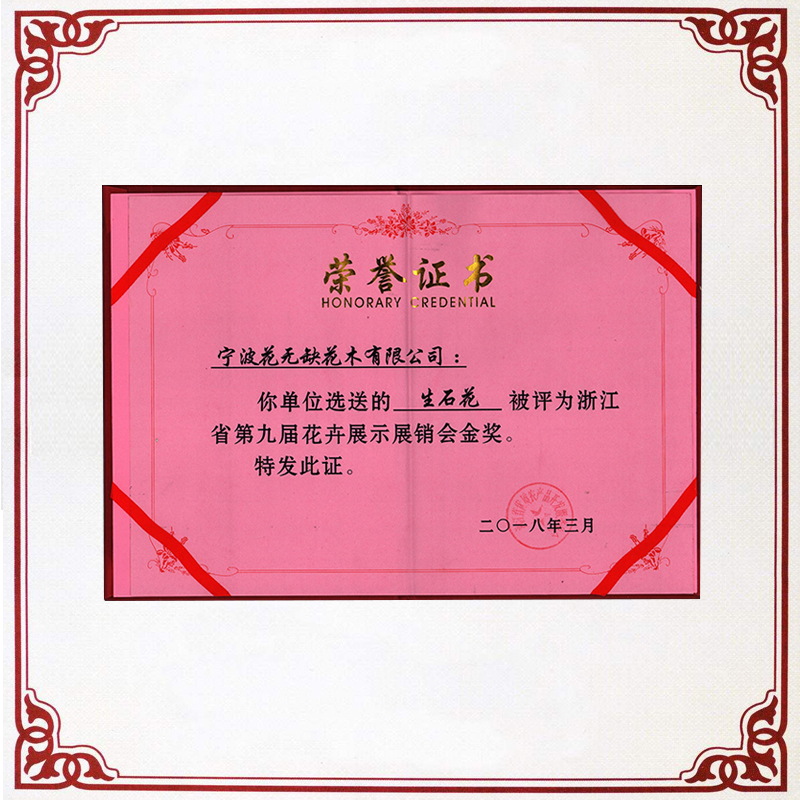 荣誉证书
HONORARY CREDENTIAL
宁波花无缺花木有限公司：
你单位选送的 生石花 被评为浙江
省第九届花卉展示展销会金奖。
特发此证。
二〇一八年三月